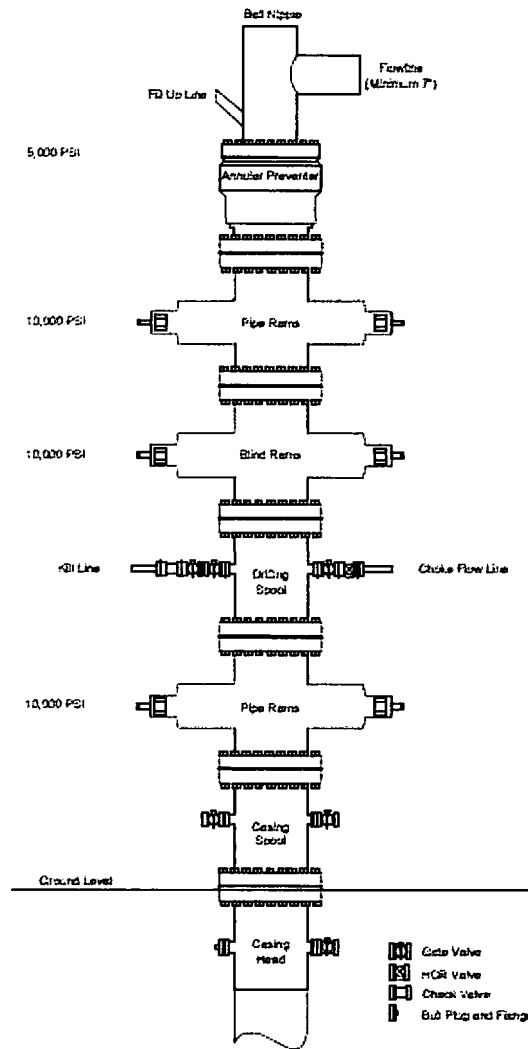 Bell Nipple
Flowline
(Minimum 7")
Fill Up Line
5,000 PSI
Annular Preventer
10,000 PSI
Pipe Rams
10,000 PSI
Blind Rams
Kill Line
Drilling
Spool
Choke Flow Line
10,000 PSI
Pipe Rams
Casing
Spool
Ground Level
Casing
Head
Gate Valve
HCR Valve
Check Valve
Bull Plug and Flange